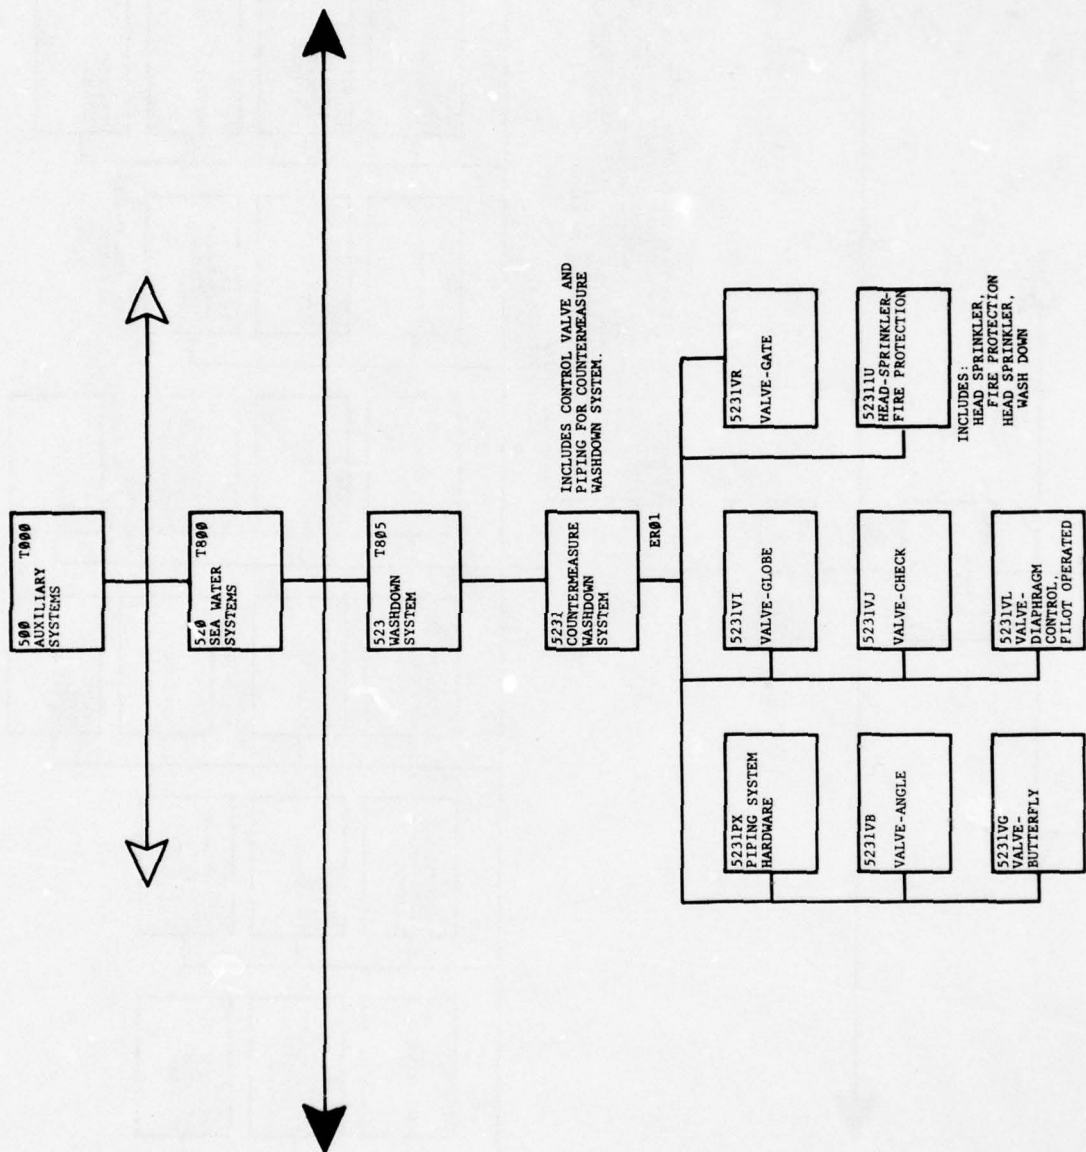 500 T000
AUXILIARY
SYSTEMS
520 T800
SEA WATER
SYSTEMS
523 T805
WASHDOWN
SYSTEM
5231
COUNTERMEASURE
WASHDOWN
SYSTEM
INCLUDES CONTROL VALVE AND
PIPING FOR COUNTERMEASURE
WASHDOWN SYSTEM.
ERØ1
5231PX
PIPING SYSTEM
HARDWARE
5231VI
VALVE-GLOBE
5231VR
VALVE-GATE
5231VB
VALVE-ANGLE
5231VJ
VALVE-CHECK
52311U
HEAD-SPRINKLER-
FIRE PROTECTION
INCLUDES:
HEAD SPRINKLER,
FIRE PROTECTION
HEAD SPRINKLER,
WASH DOWN
5231VG
VALVE-
BUTTERFLY
5231VL
VALVE-
DIAPHRAGM
CONTROL,
PILOT OPERATED